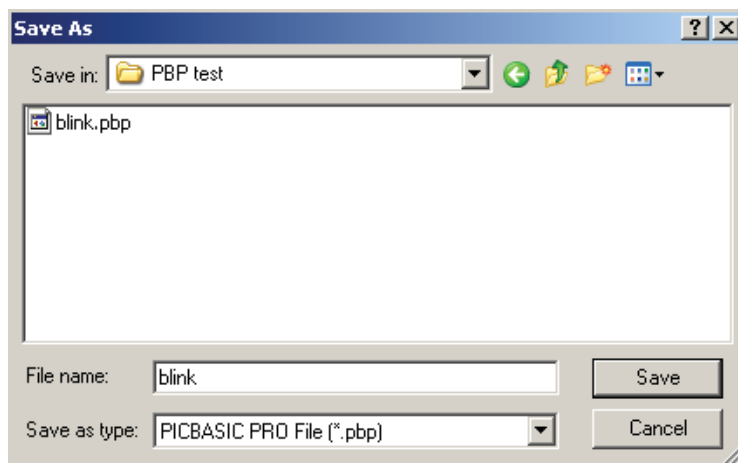 Save As
Save in: PBP test
blink.pbp
File name: blink Save
Save as type: PICBASIC PRO File (*.pbp) Cancel